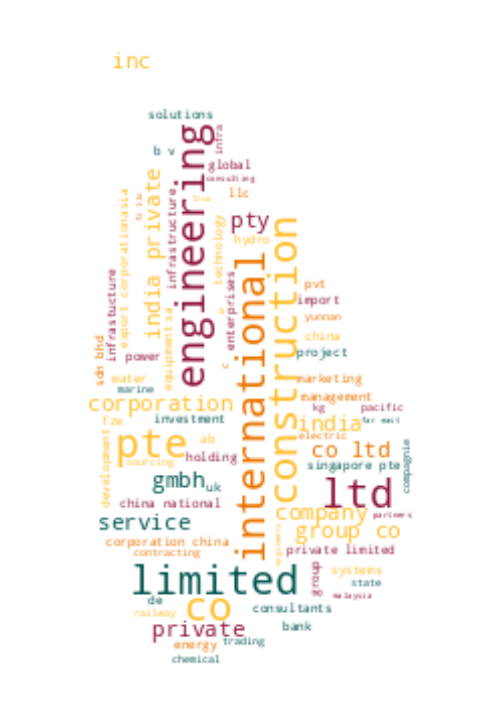 inc
solutions
b v
engineering
infra
global
consulting
india private
infrastructure
export corporation
asia
llc
pty
hydro
technology
construction
international
enterprises
infrastucture
equipment
sa
pvt
import
yunnan
china
project
sdn bhd
power
water
marine
marketing
management
kg
pacific
corporation
fze
investment
india
far east
development
pte
ab
electric
co ltd
sourcing
holding
singapore pte
compagnie
gmbh
uk
ltd
china national
company
partners
service
group co
engineers
corporation china
contracting
private limited
limited
group
systems
state
malaysia
de
co
consultants
railway
private
bank
energy
trading
chemical